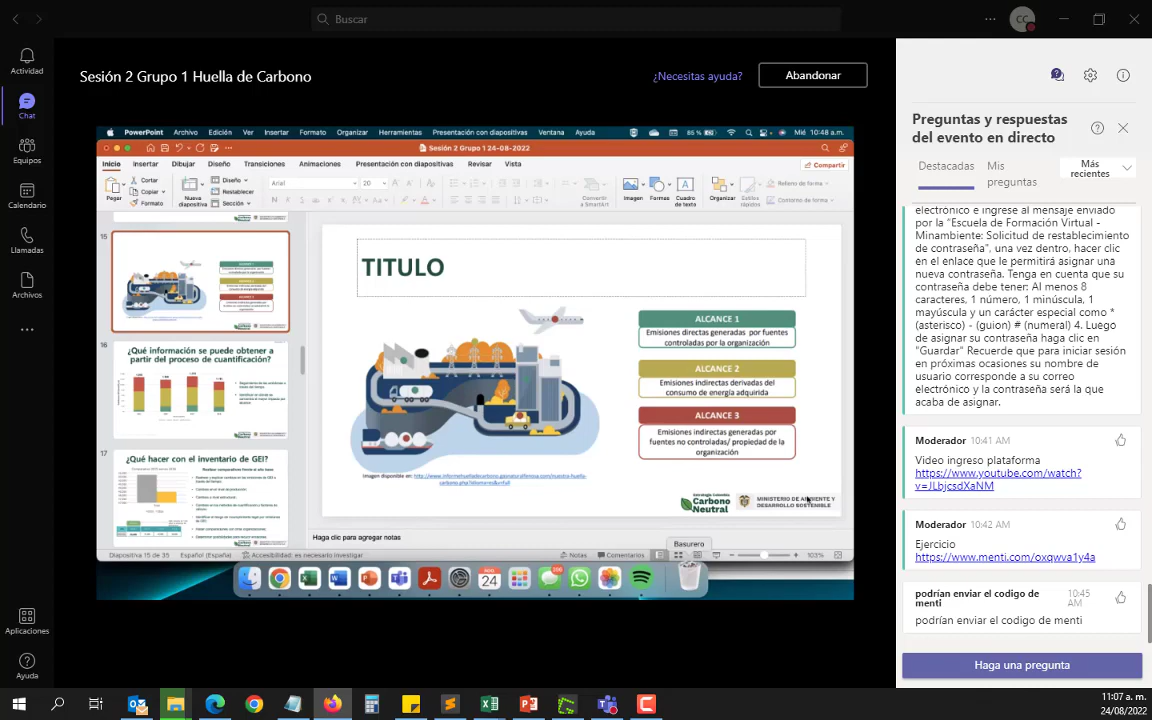 Buscar
CC
Actividad
Chat
Equipos
Calendario
Llamadas
Archivos
Aplicaciones
Ayuda
Sesión 2 Grupo 1 Huella de Carbono
¿Necesitas ayuda?
Abandonar
PowerPoint Archivo Edición Ver Insertar Formato Organizar Herramientas Presentación con diapositivas Ventana Ayuda
85 %
Mié 10:48 a.m.
Sesión 2 Grupo 1 24-08-2022
Inicio Insertar Dibujar Diseño Transiciones Animaciones Presentación con diapositivas Revisar Vista
Compartir
Pegar
Cortar
Copiar
Formato
Nueva diapositiva
Diseño
Restablecer
Sección
Arial
20
Convertir a SmartArt
Imagen
Formas
Cuadro de texto
Organizar
Estilos rápidos
Relleno de forma
Contorno de forma
15
16
¿Qué información se puede obtener a
partir del proceso de cuantificación?
17
¿Qué hacer con el inventario de GEI?
TITULO
ALCANCE 1
Emisiones directas generadas por fuentes
controladas por la organización
ALCANCE 2
Emisiones indirectas derivadas del
consumo de energía adquirida
ALCANCE 3
Emisiones indirectas generadas por
fuentes no controladas/ propiedad de la
organización
Carbono
Neutral
MINISTERIO DE AMBIENTE Y
DESARROLLO SOSTENIBLE
Haga clic para agregar notas
Basurero
Diapositiva 15 de 35
Español (España)
Accesibilidad: es necesario investigar
Notas
Comentarios
103%
24
Preguntas y respuestas
del evento en directo
Destacadas
Mis
preguntas
Más
recientes
electrónico e ingrese al mensaje enviado
por la "Escuela de Formación Virtual -
Minambiente: Solicitud de restablecimiento
de contraseña", una vez dentro, hacer clic
en el enlace que le permitirá asignar una
nueva contraseña. Tenga en cuenta que su
contraseña debe tener: Al menos 8
caracteres, 1 número, 1 minúscula, 1
mayúscula y un carácter especial como *
(asterisco) - (guion) # (numeral) 4. Luego
de asignar su contraseña haga clic en
"Guardar" Recuerde que para iniciar sesión
en próximas ocasiones su nombre de
usuario corresponde a su correo
electrónico y la contraseña será la que
acaba de asignar.
Moderador 10:41 AM
Video ingreso plataforma
https://www.youtube.com/watch?
v=JLbjcsdXaNM
Moderador 10:42 AM
Ejercicio
https://www.menti.com/oxqwva1y4a
podrían enviar el codigo de
menti
10:45
AM
podrían enviar el codigo de menti
Haga una pregunta
11:07 a. m.
24/08/2022